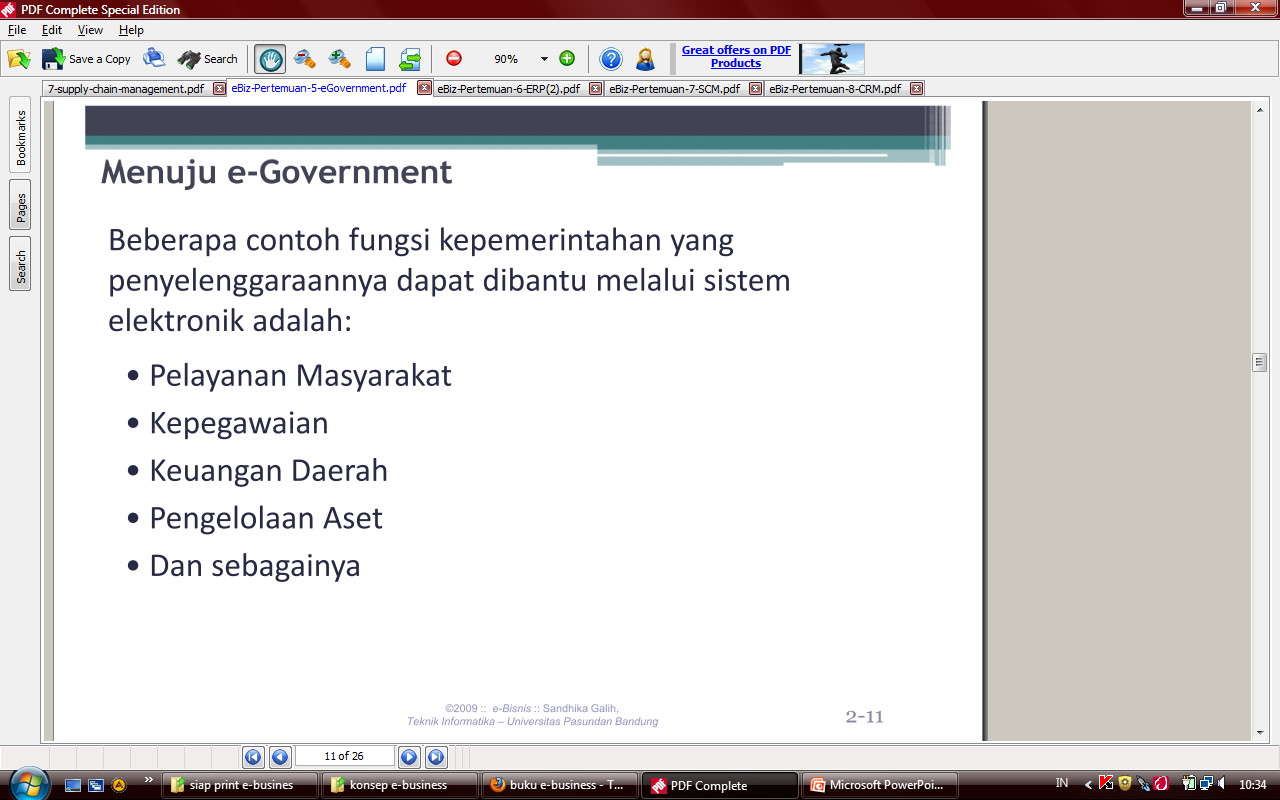 PDF Complete Special Edition
File Edit View Help
Save a Copy Search 90% Great offers on PDF
Products
7-supply-chain-management.pdf eBiz-Pertemuan-5-eGovernment.pdf eBiz-Pertemuan-6-ERP(2).pdf eBiz-Pertemuan-7-SCM.pdf eBiz-Pertemuan-8-CRM.pdf
Bookmarks
Pages
Search
Menuju e-Government
Beberapa contoh fungsi kepemerintahan yang
penyelenggaraannya dapat dibantu melalui sistem
elektronik adalah:
• Pelayanan Masyarakat
• Kepegawaian
• Keuangan Daerah
• Pengelolaan Aset
• Dan sebagainya
©2009 :: e-Bisnis :: Sandhika Galih,
Teknik Informatika – Universitas Pasundan Bandung
2-11
11 of 26
siap print e-busines konsep e-business buku e-business - T... PDF Complete Microsoft PowerPoi... IN 10:34